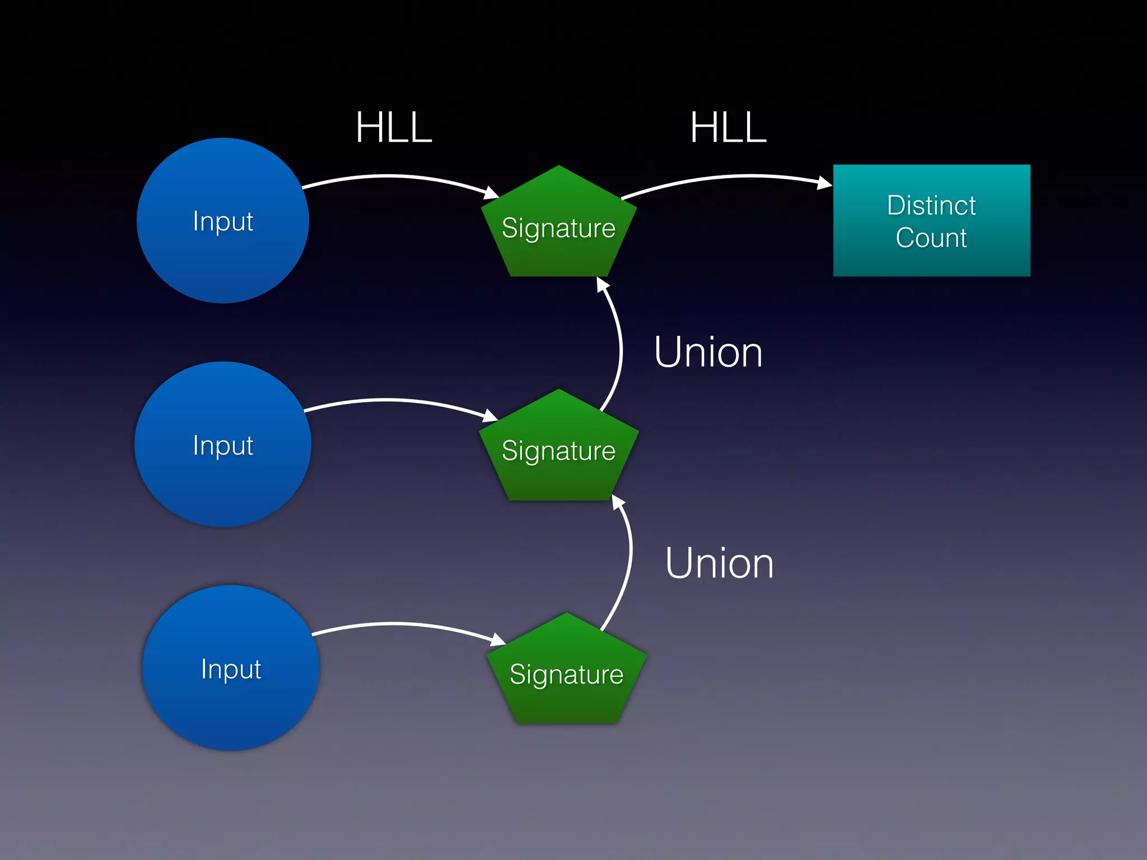 HLL
HLL
Input
Signature
Distinct
Count
Union
Input
Signature
Union
Input
Signature